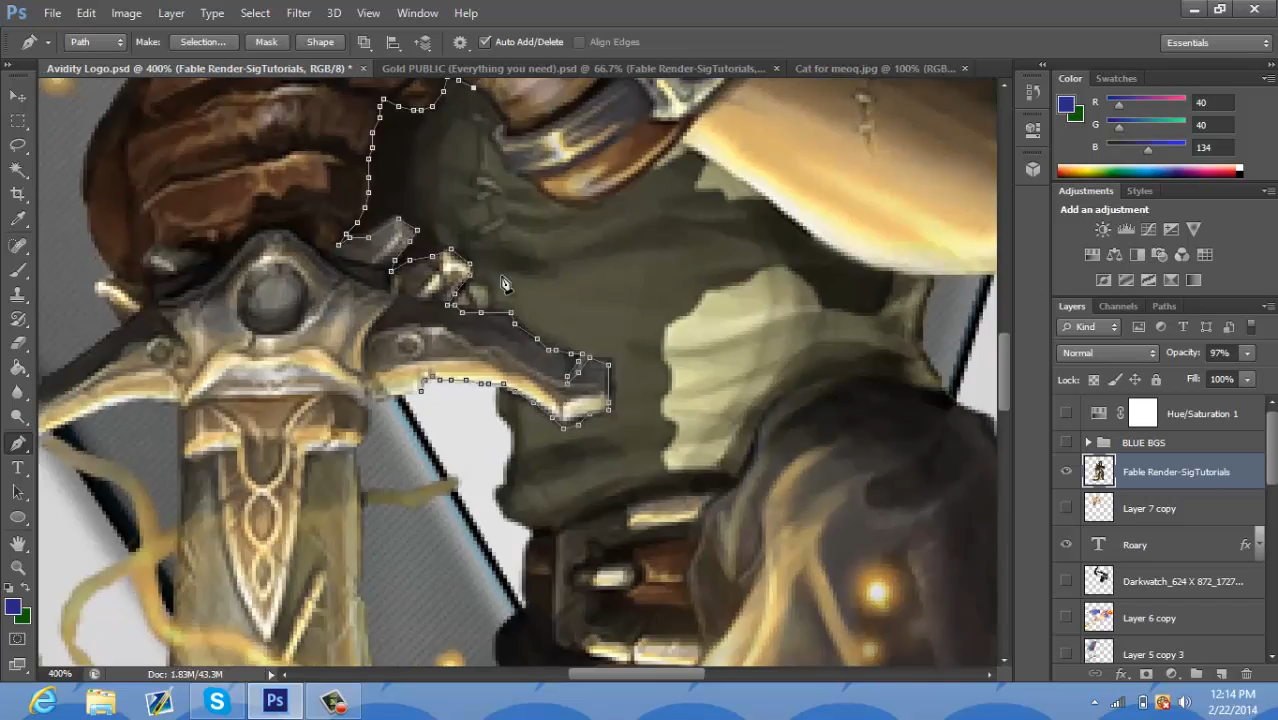 Ps File Edit Image Layer Type Select Filter 3D View Window Help
Path Make: Selection... Mask Shape Auto Add/Delete Align Edges Essentials
Avidity Logo.psd @ 400% (Fable Render-SigTutorials, RGB/8) * × Gold PUBLIC (Everything you need).psd @ 66.7% (Fable Render-SigTutorials,... × Cat for meoq.jpg @ 100% (RGB... ×
Color Swatches
R 40
G 40
B 134
Adjustments Styles
Add an adjustment
Layers Channels Paths
Kind
Normal Opacity: 97%
Lock: Fill: 100%
Hue/Saturation 1
BLUE BGS
Fable Render-SigTutorials
Layer 7 copy
Roary fx
Darkwatch_624 X 872_1727...
Layer 6 copy
Layer 5 copy 3
400% Doc: 1.83M/43.3M
12:14 PM
2/22/2014